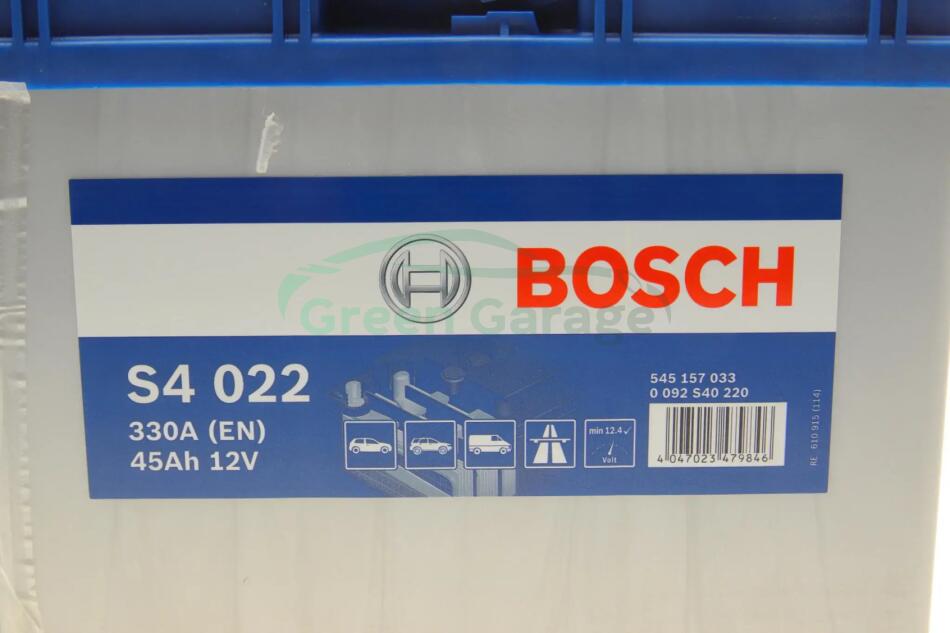 BOSCH
Green Garage
S4 022
330A (EN)
45Ah 12V
min 12.4✓
Volt
545 157 033
0 092 S40 220
4 047023 479846
RE 610 915 (114)